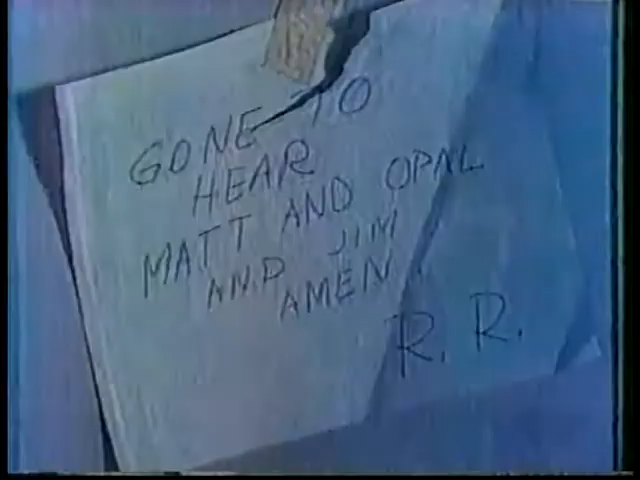 GONE TO
HEAR
MATT AND OPAL
AND JIM
AMEN.
R. R.